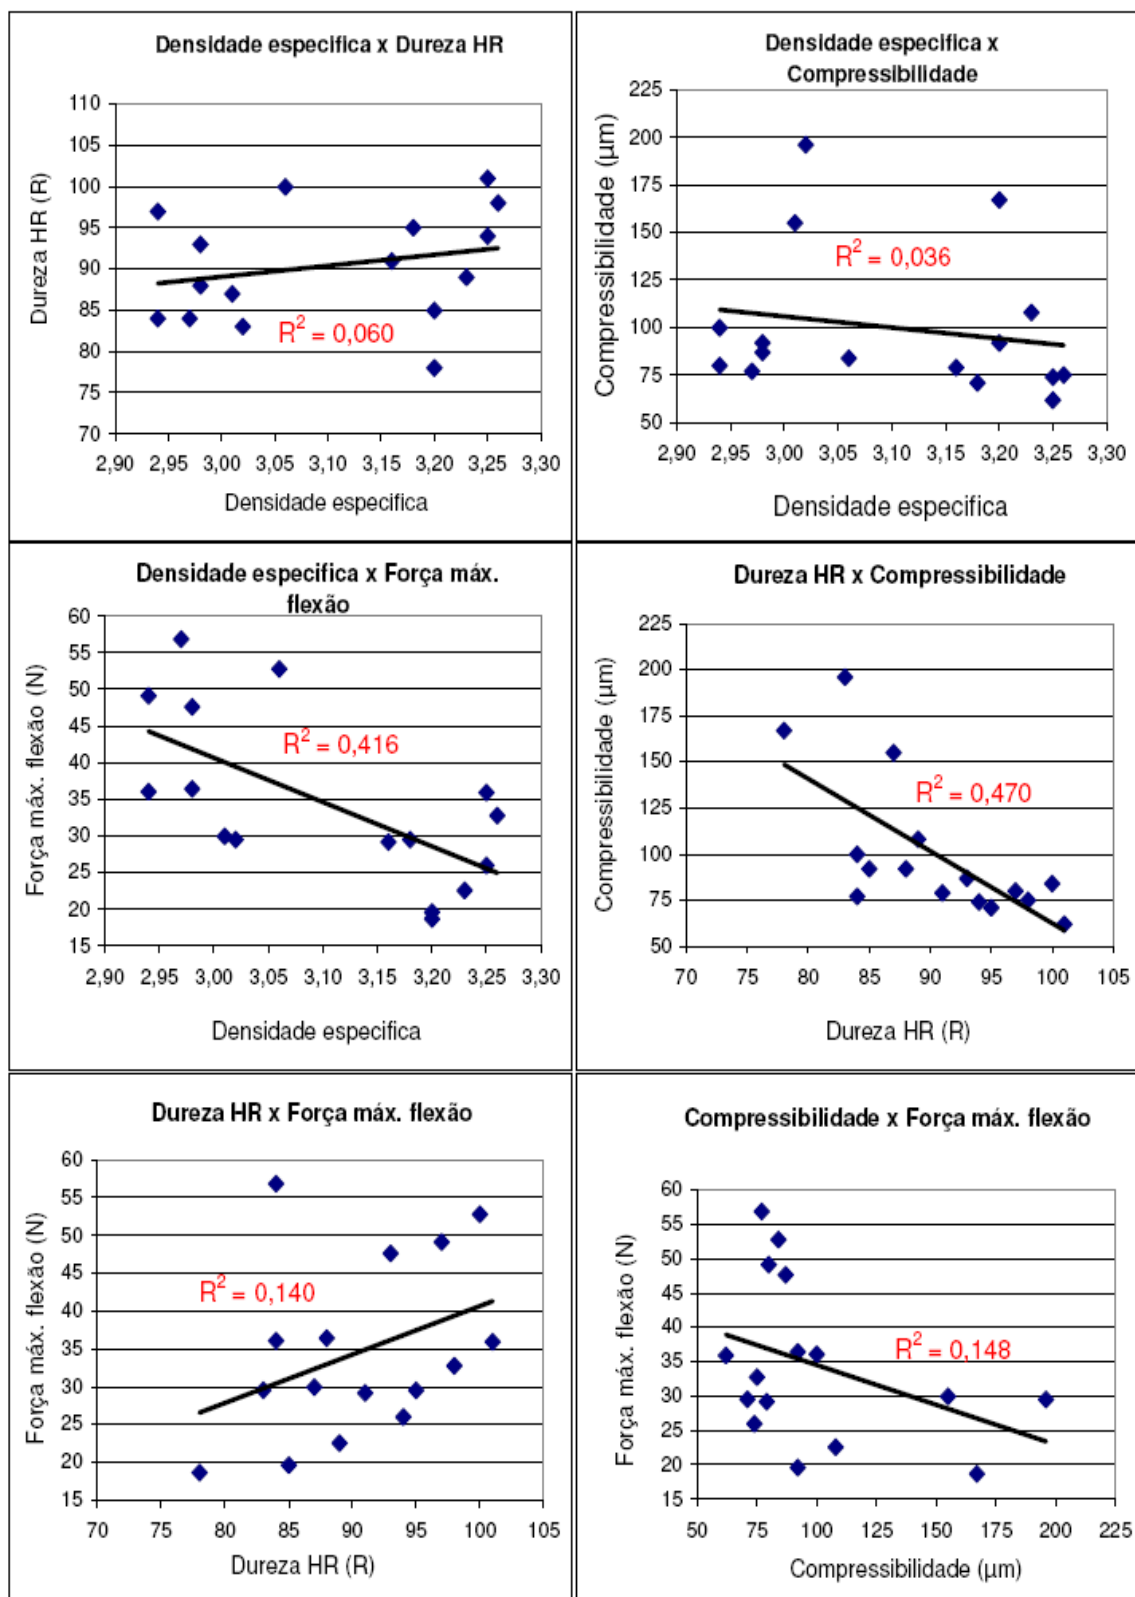 Densidade especifica x Dureza HR
110
105
100
95
90
85
80
75
70
2,90 2,95 3,00 3,05 3,10 3,15 3,20 3,25 3,30
Dureza HR (R)
Densidade especifica
R² = 0,060
Densidade especifica x
Compressibilidade
225
200
175
150
125
100
75
50
2,90 2,95 3,00 3,05 3,10 3,15 3,20 3,25 3,30
Compressibilidade (µm)
Densidade especifica
R² = 0,036
Densidade específica x Força máx.
flexão
60
55
50
45
40
35
30
25
20
15
2,90 2,95 3,00 3,05 3,10 3,15 3,20 3,25 3,30
Força máx. flexão (N)
Densidade especifica
R² = 0,416
Dureza HR x Compressibilidade
225
200
175
150
125
100
75
50
70 75 80 85 90 95 100 105
Compressibilidade (µm)
Dureza HR (R)
R² = 0,470
Dureza HR x Força máx. flexão
60
55
50
45
40
35
30
25
20
15
70 75 80 85 90 95 100 105
Força máx. flexão (N)
Dureza HR (R)
R² = 0,140
Compressibilidade x Força máx. flexão
60
55
50
45
40
35
30
25
20
15
50 75 100 125 150 175 200 225
Força máx. flexão (N)
Compressibilidade (µm)
R² = 0,148